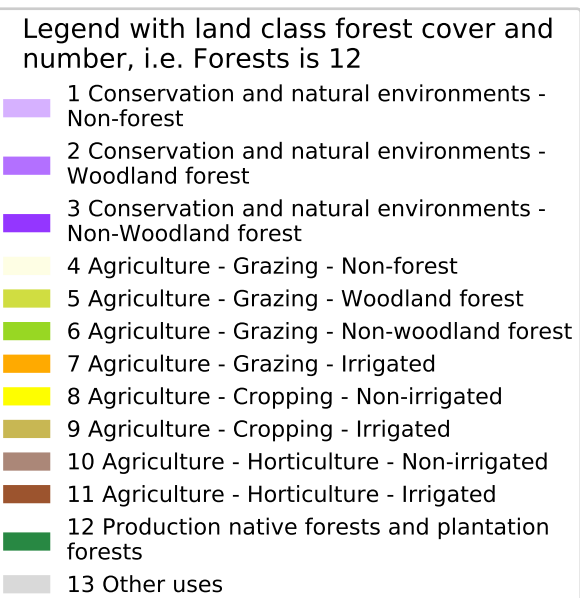 Legend with land class forest cover and
number, i.e. Forests is 12
1 Conservation and natural environments -
Non-forest
2 Conservation and natural environments -
Woodland forest
3 Conservation and natural environments -
Non-Woodland forest
4 Agriculture - Grazing - Non-forest
5 Agriculture - Grazing - Woodland forest
6 Agriculture - Grazing - Non-woodland forest
7 Agriculture - Grazing - Irrigated
8 Agriculture - Cropping - Non-irrigated
9 Agriculture - Cropping - Irrigated
10 Agriculture - Horticulture - Non-irrigated
11 Agriculture - Horticulture - Irrigated
12 Production native forests and plantation
forests
13 Other uses